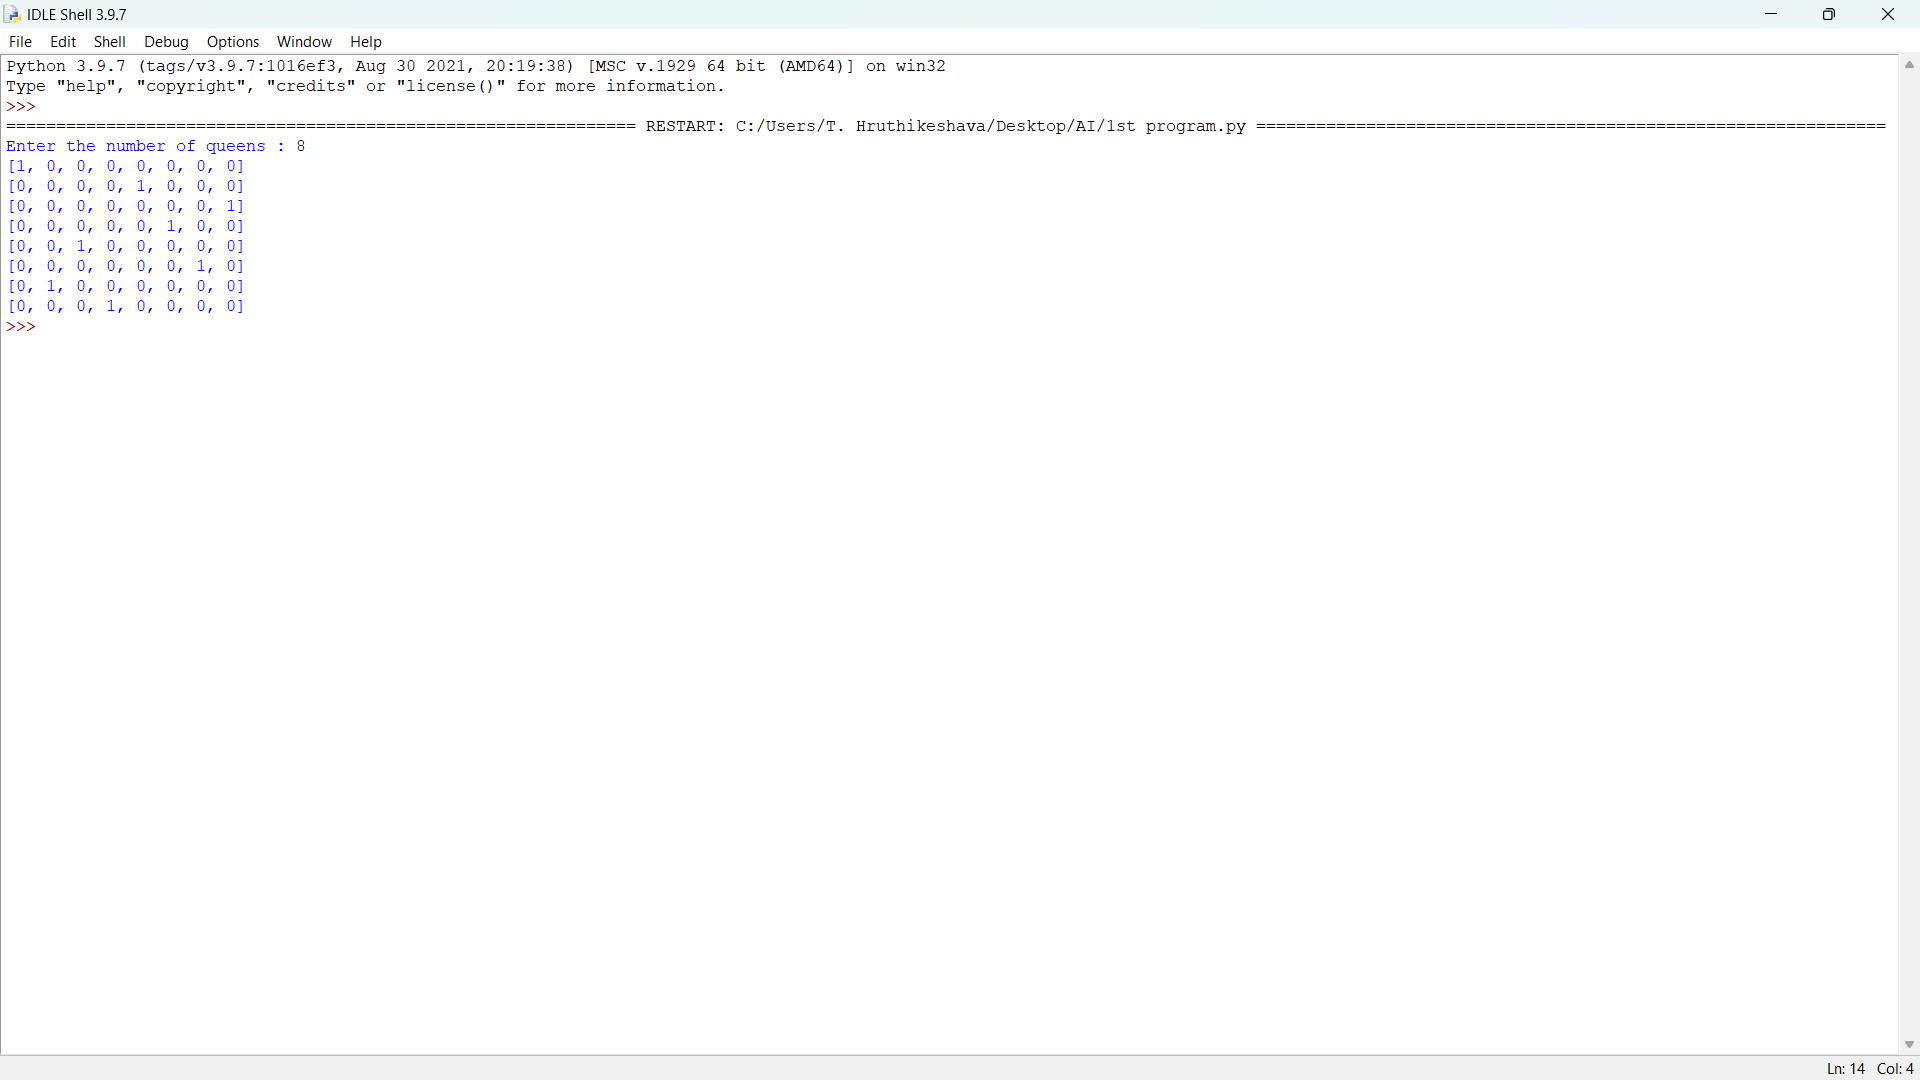 IDLE Shell 3.9.7
File Edit Shell Debug Options Window Help
Python 3.9.7 (tags/v3.9.7:1016ef3, Aug 30 2021, 20:19:38) [MSC v.1929 64 bit (AMD64)] on win32
Type "help", "copyright", "credits" or "license()" for more information.
>>>
=============================================================== RESTART: C:/Users/T. Hruthikeshava/Desktop/AI/1st program.py ===============================================================
Enter the number of queens : 8
[1, 0, 0, 0, 0, 0, 0, 0]
[0, 0, 0, 0, 1, 0, 0, 0]
[0, 0, 0, 0, 0, 0, 0, 1]
[0, 0, 0, 0, 0, 1, 0, 0]
[0, 0, 1, 0, 0, 0, 0, 0]
[0, 0, 0, 0, 0, 0, 1, 0]
[0, 1, 0, 0, 0, 0, 0, 0]
[0, 0, 0, 1, 0, 0, 0, 0]
>>>
Ln: 14 Col: 4